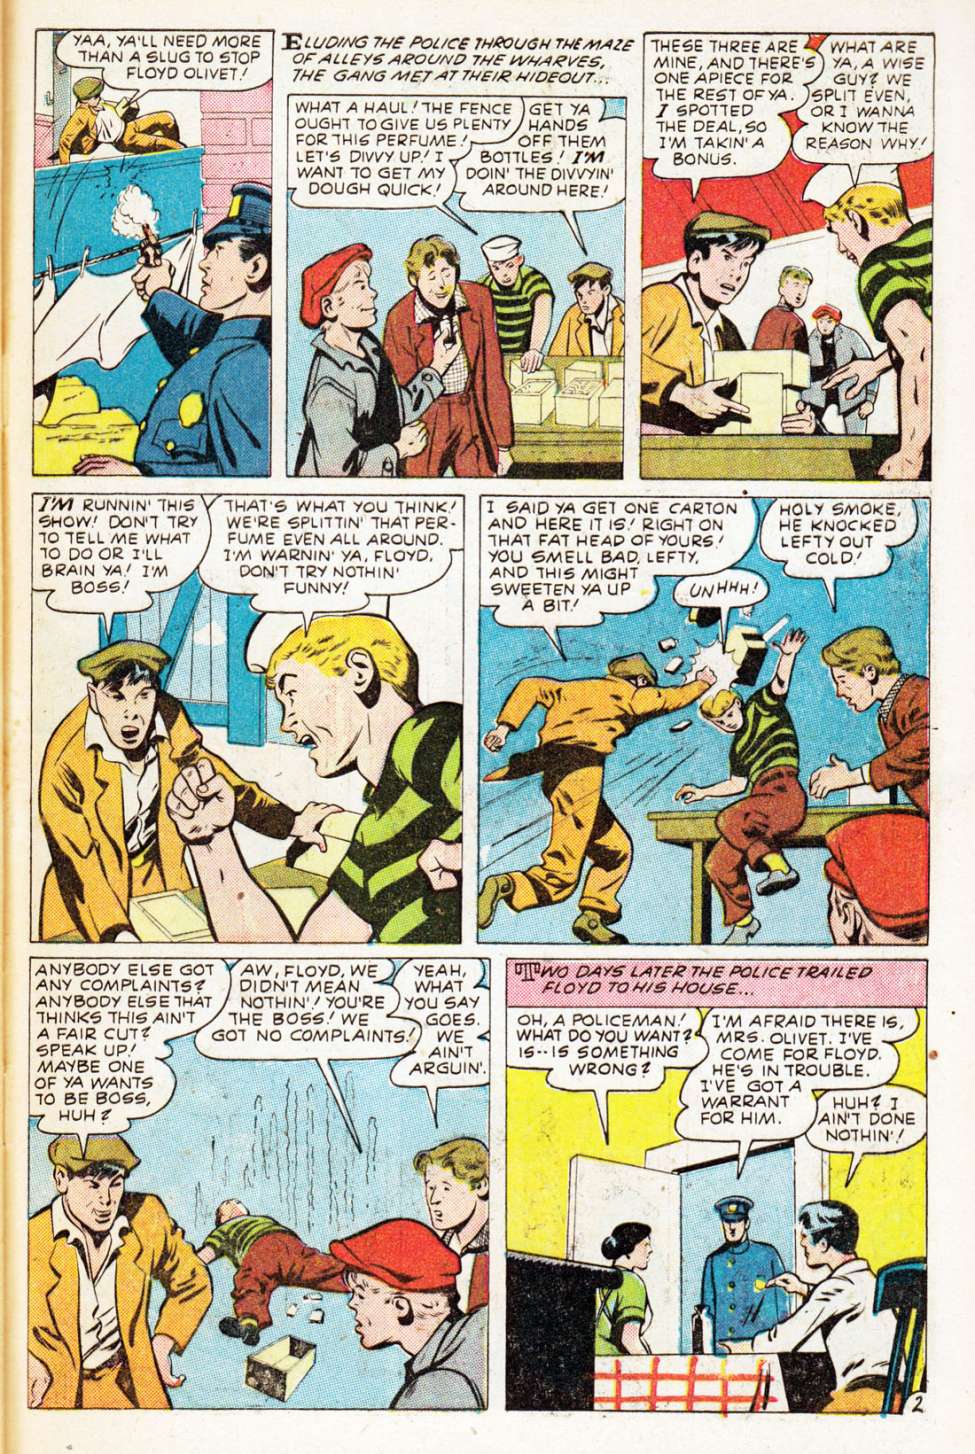 YAA, YA'LL NEED MORE
THAN A SLUG TO STOP
FLOYD OLIVET!
ELUDING THE POLICE THROUGH THE MAZE
OF ALLEYS AROUND THE WHARVES,
THE GANG MET AT THEIR HIDEOUT...
WHAT A HAUL! THE FENCE
OUGHT TO GIVE US PLENTY
FOR THIS PERFUME!
LET'S DIVVY UP! I
WANT TO GET MY
DOUGH QUICK!
GET YA
HANDS
OFF THEM
BOTTLES! I'M
DOIN' THE DIVVYIN'
AROUND HERE!
THESE THREE ARE
MINE, AND THERE'S
ONE APIECE FOR
THE REST OF YA.
I SPOTTED
THE DEAL, SO
I'M TAKIN' A
BONUS.
WHAT ARE
YA, A WISE
GUY? WE
SPLIT EVEN,
OR I WANNA
KNOW THE
REASON WHY!
I'M RUNNIN' THIS
SHOW! DON'T TRY
TO TELL ME WHAT
TO DO OR I'LL
BRAIN YA! I'M
BOSS!
THAT'S WHAT YOU THINK!
WE'RE SPLITTIN' THAT PER-
FUME EVEN ALL AROUND.
I'M WARNIN' YA, FLOYD,
DON'T TRY NOTHIN'
FUNNY!
I SAID YA GET ONE CARTON
AND HERE IT IS! RIGHT ON
THAT FAT HEAD OF YOURS!
YOU SMELL BAD, LEFTY,
AND THIS MIGHT
SWEETEN YA UP
A BIT!
UNHHH!
HOLY SMOKE,
HE KNOCKED
LEFTY OUT
COLD!
ANYBODY ELSE GOT
ANY COMPLAINTS?
ANYBODY ELSE THAT
THINKS THIS AIN'T
A FAIR CUT?
SPEAK UP!
MAYBE ONE
OF YA WANTS
TO BE BOSS,
HUH?
AW, FLOYD, WE
DIDN'T MEAN
NOTHIN'! YOU'RE
THE BOSS! WE
GOT NO COMPLAINTS!
YEAH,
WHAT
YOU SAY
GOES.
WE
AIN'T
ARGUIN'.
TWO DAYS LATER THE POLICE TRAILED
FLOYD TO HIS HOUSE...
OH, A POLICEMAN!
WHAT DO YOU WANT?
IS--IS SOMETHING
WRONG?
I'M AFRAID THERE IS,
MRS. OLIVET. I'VE
COME FOR FLOYD.
HE'S IN TROUBLE.
I'VE GOT A
WARRANT
FOR HIM.
HUH? I
AIN'T DONE
NOTHIN'!
2